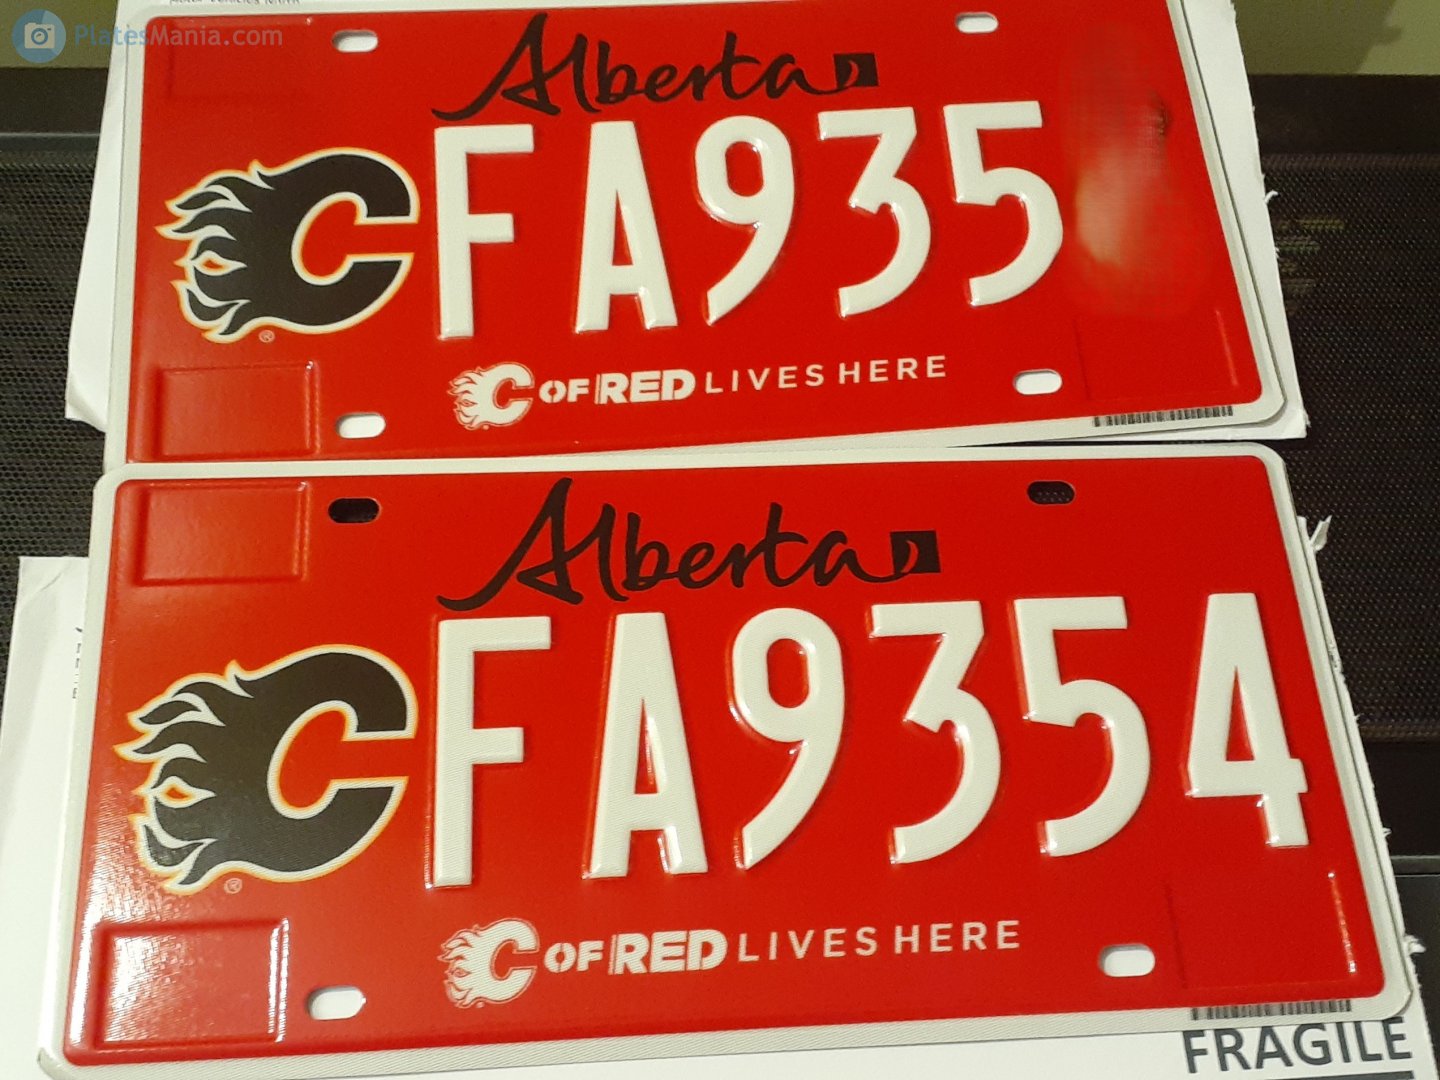 PlatesMania.com
Alberta
C FA935
C OF RED LIVES HERE
Alberta
C FA9354
C OF RED LIVES HERE
FRAGILE